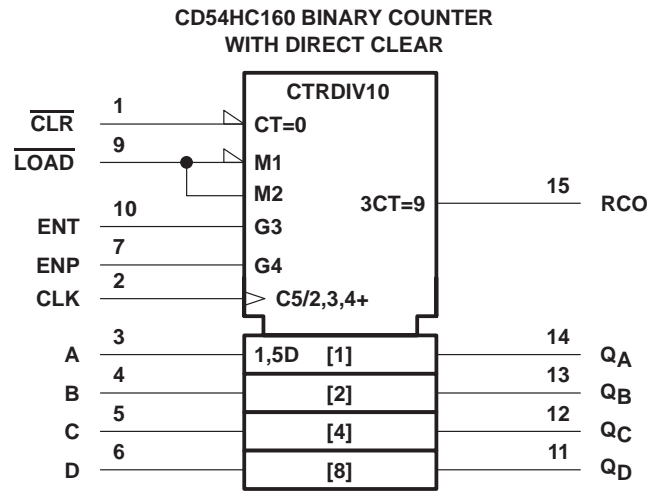 CD54HC160 BINARY COUNTER
WITH DIRECT CLEAR
CTRDIV10
CLR 1 CT=0
LOAD 9 M1
M2
3CT=9 15 RCO
ENT 10 G3
ENP 7 G4
CLK 2 C5/2,3,4+
A 3 1,5D [1] 14 QA
B 4 [2] 13 QB
C 5 [4] 12 QC
D 6 [8] 11 QD